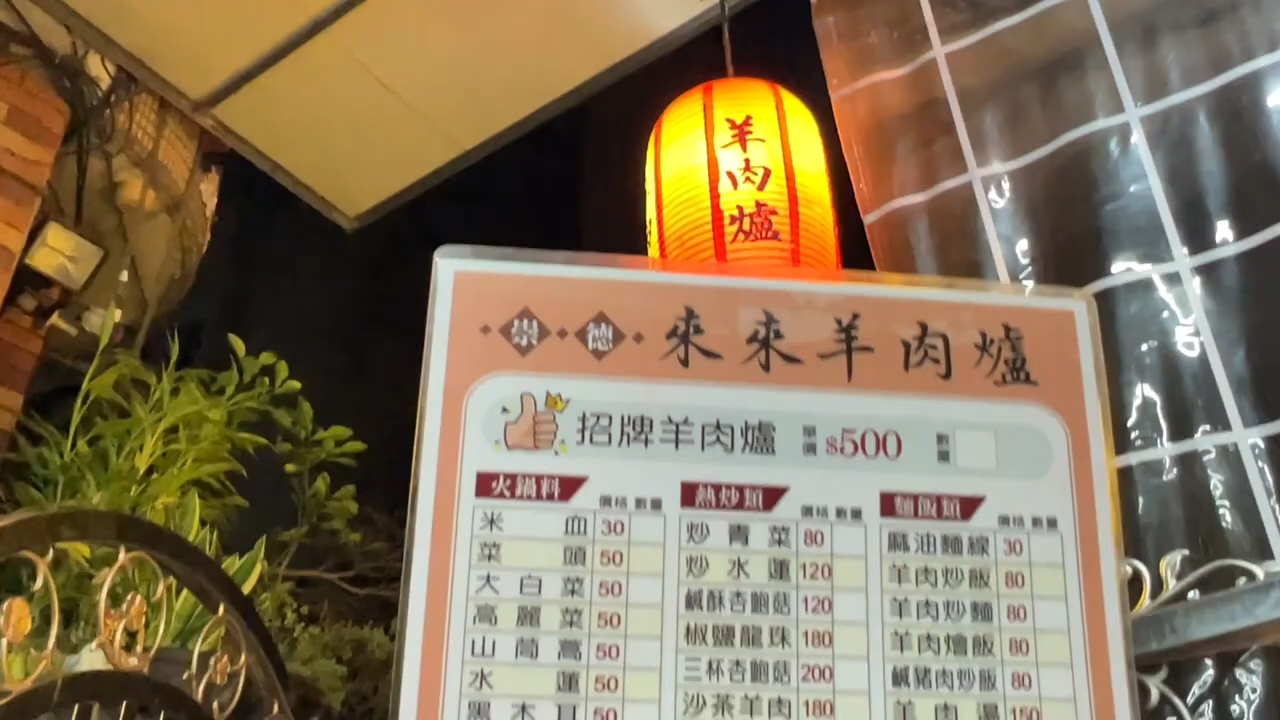 羊肉爐
崇德 來來羊肉爐
招牌羊肉爐 單價 $500 數量
火鍋料 價格 數量
米血 30
菜頭 50
大白菜 50
高麗菜 50
山茼蒿 50
水蓮 50
黑木耳 50
熱炒類 價格 數量
炒青菜 80
炒水蓮 120
鹹酥杏鮑菇 120
椒鹽龍珠 180
三杯杏鮑菇 200
沙茶羊肉 180
麵飯類 價格 數量
麻油麵線 30
羊肉炒飯 80
羊肉炒麵 80
羊肉燴飯 80
鹹豬肉炒飯 80
羊肉湯 150